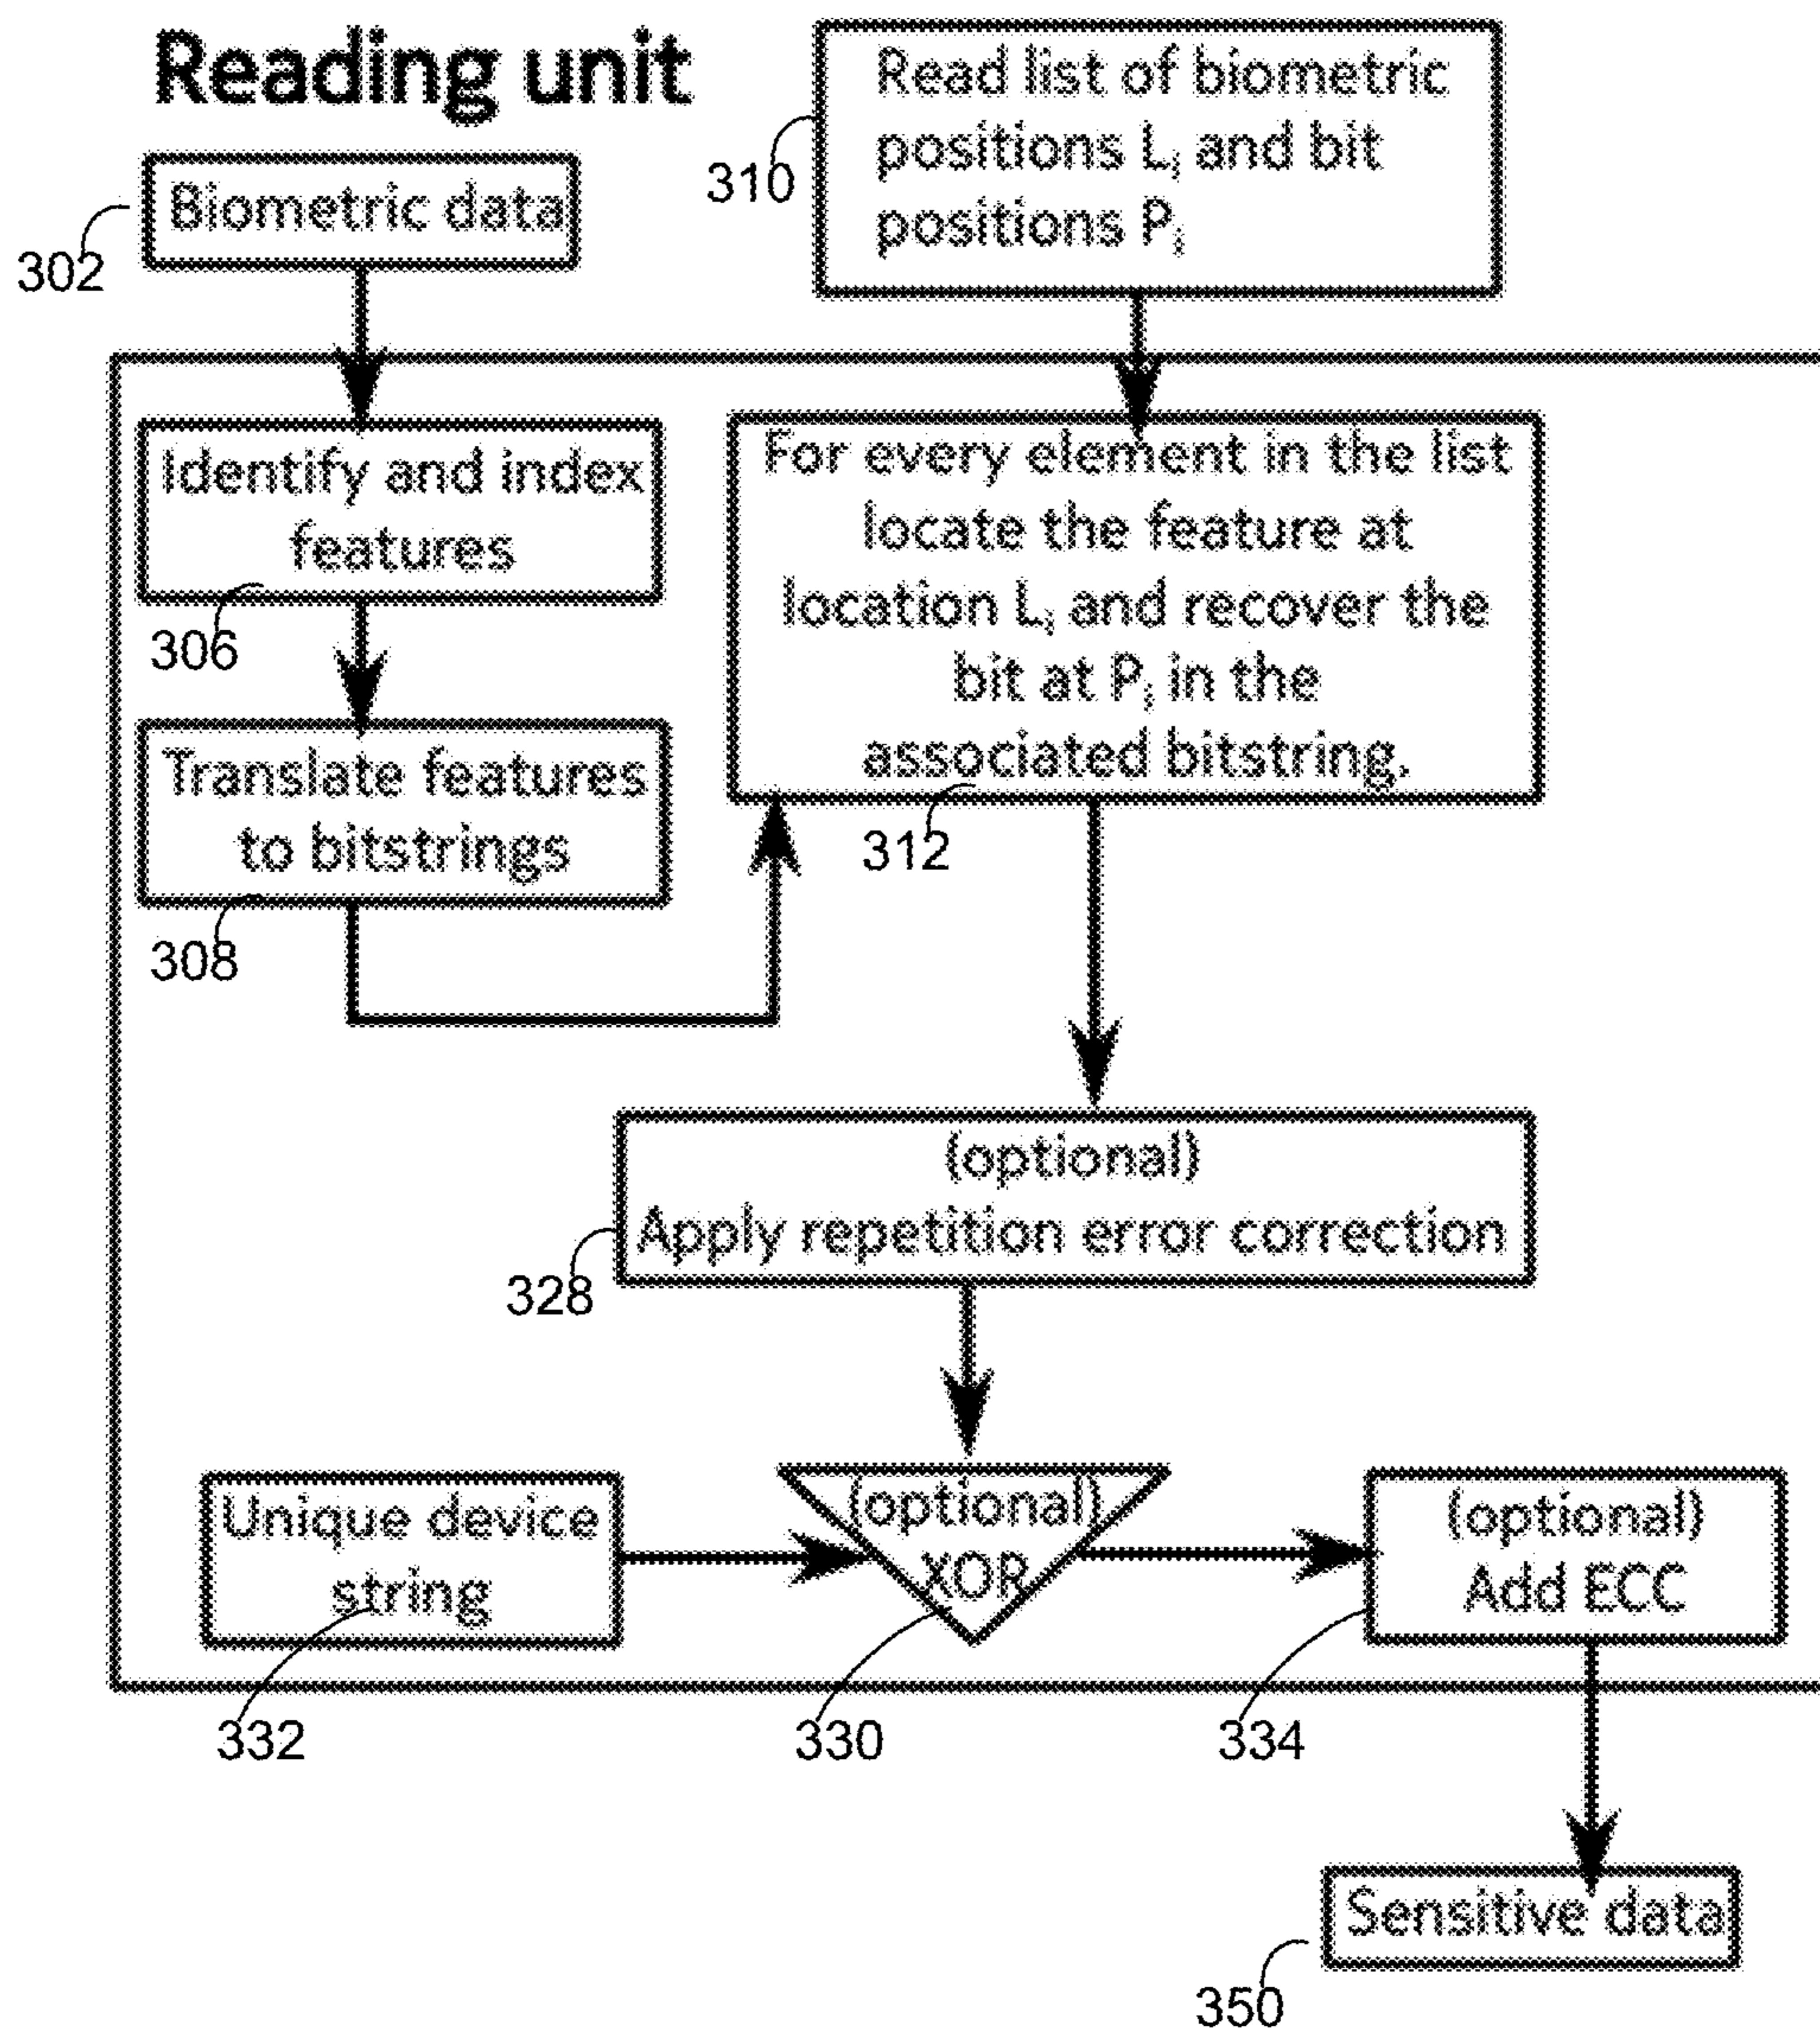 Reading unit
Biometric data
302
Read list of biometric
positions Li and bit
positions Pi
310
Identify and index
features
306
For every element in the list
locate the feature at
location Li and recover the
bit at Pi in the
associated bitstring.
312
Translate features
to bitstrings
308
(optional)
Apply repetition error correction
328
Unique device
string
332
(optional)
XOR
330
(optional)
Add ECC
334
Sensitive data
350